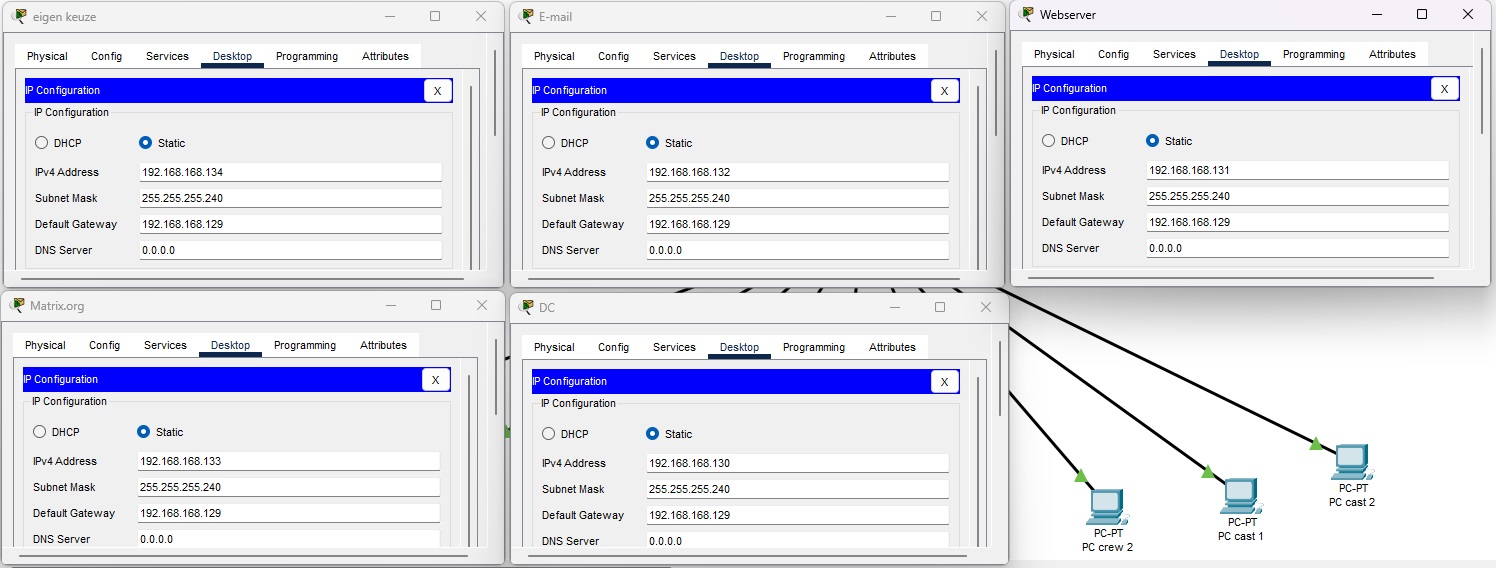 eigen keuze
Physical Config Services Desktop Programming Attributes
IP Configuration X
IP Configuration
DHCP Static
IPv4 Address 192.168.168.134
Subnet Mask 255.255.255.240
Default Gateway 192.168.168.129
DNS Server 0.0.0.0
E-mail
Physical Config Services Desktop Programming Attributes
IP Configuration X
IP Configuration
DHCP Static
IPv4 Address 192.168.168.132
Subnet Mask 255.255.255.240
Default Gateway 192.168.168.129
DNS Server 0.0.0.0
Webserver
Physical Config Services Desktop Programming Attributes
IP Configuration X
IP Configuration
DHCP Static
IPv4 Address 192.168.168.131
Subnet Mask 255.255.255.240
Default Gateway 192.168.168.129
DNS Server 0.0.0.0
Matrix.org
Physical Config Services Desktop Programming Attributes
IP Configuration X
IP Configuration
DHCP Static
IPv4 Address 192.168.168.133
Subnet Mask 255.255.255.240
Default Gateway 192.168.168.129
DNS Server 0.0.0.0
DC
Physical Config Services Desktop Programming Attributes
IP Configuration X
IP Configuration
DHCP Static
IPv4 Address 192.168.168.130
Subnet Mask 255.255.255.240
Default Gateway 192.168.168.129
DNS Server 0.0.0.0
PC-PT
PC crew 2
PC-PT
PC cast 1
PC-PT
PC cast 2